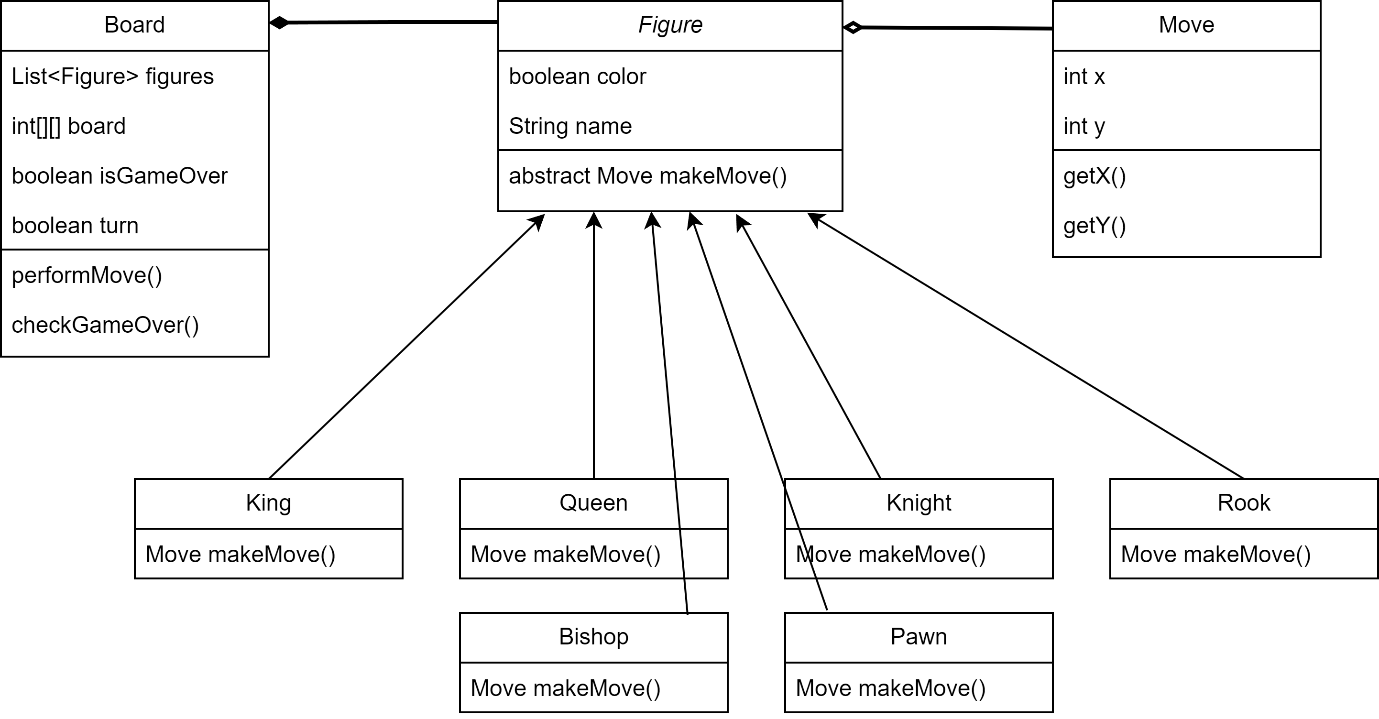 Board
List<Figure> figures
int[][] board
boolean isGameOver
boolean turn
performMove()
checkGameOver()
Figure
boolean color
String name
abstract Move makeMove()
Move
int x
int y
getX()
getY()
King
Move makeMove()
Queen
Move makeMove()
Knight
Move makeMove()
Rook
Move makeMove()
Bishop
Move makeMove()
Pawn
Move makeMove()